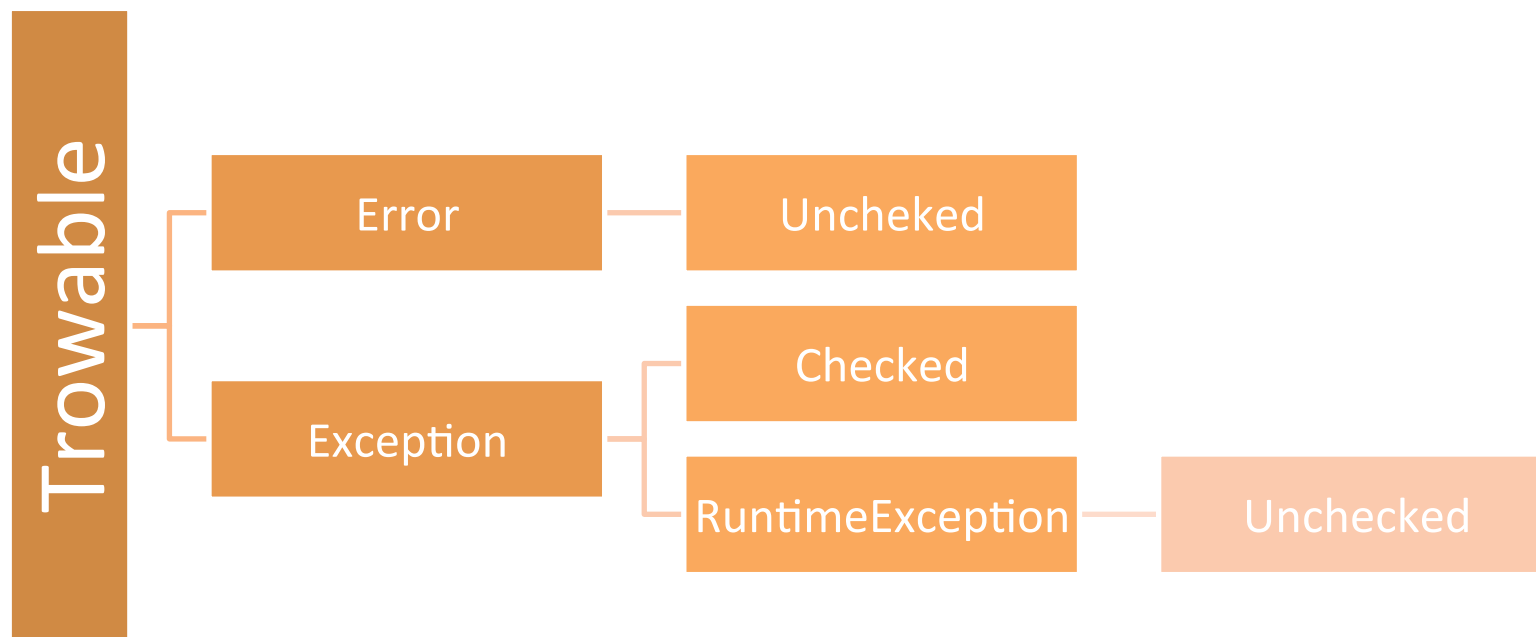 Trowable
Error
Uncheked
Exception
Checked
RuntimeException
Unchecked